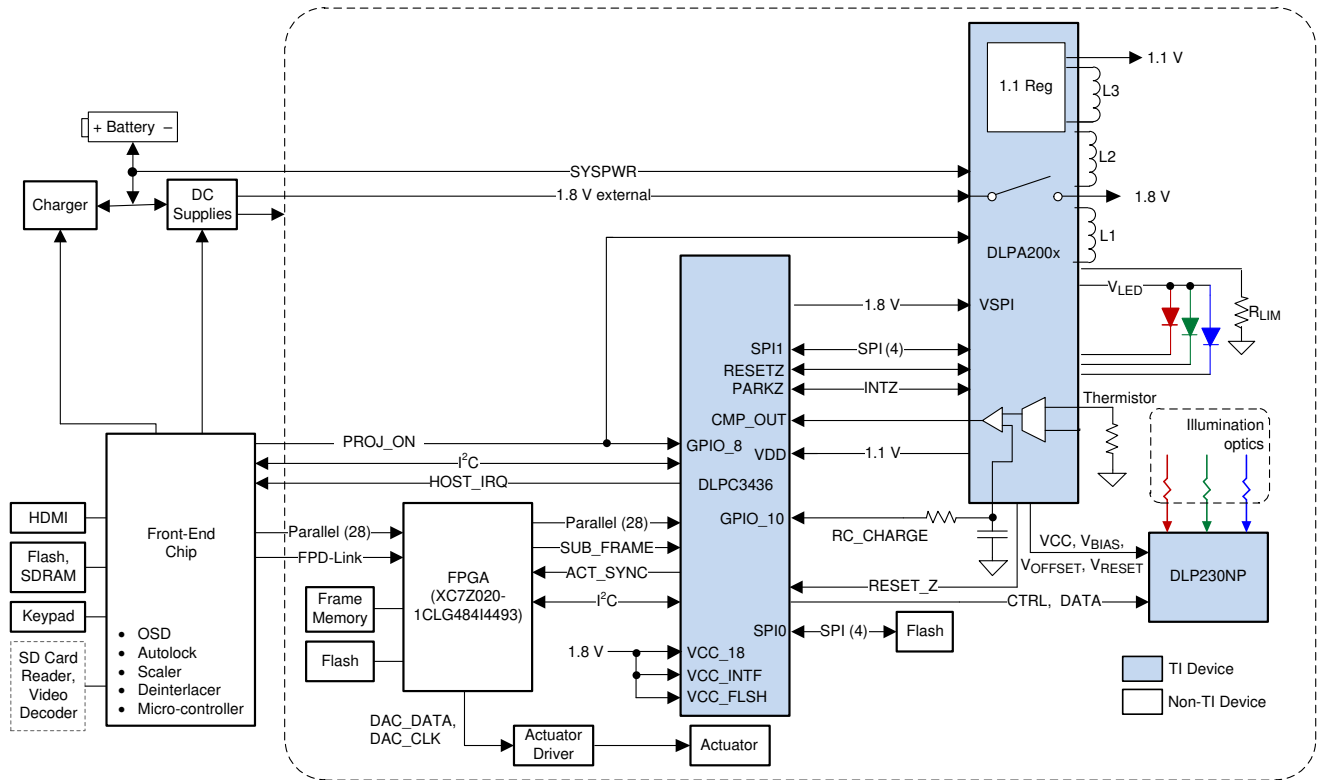 + Battery –
Charger
DC
Supplies
SYSPWR
1.8 V external
1.1 Reg
1.1 V
L3
L2
1.8 V
L1
DLPA200x
VLED
RLIM
1.8 V
VSPI
SPI1
SPI (4)
RESETZ
PARKZ
INTZ
CMP_OUT
Thermistor
Illumination
optics
PROJ_ON
GPIO_8
I2C
VDD
1.1 V
HOST_IRQ
DLPC3436
GPIO_10
RC_CHARGE
HDMI
Flash,
SDRAM
Keypad
SD Card
Reader,
Video
Decoder
Front-End
Chip
• OSD
• Autolock
• Scaler
• Deinterlacer
• Micro-controller
Parallel (28)
FPD-Link
Frame
Memory
Flash
FPGA
(XC7Z020-
1CLG484I4493)
Parallel (28)
SUB_FRAME
ACT_SYNC
I2C
VCC, VBIAS,
VOFFSET, VRESET
DLP230NP
RESET_Z
CTRL, DATA
SPI0
SPI (4)
Flash
1.8 V
VCC_18
VCC_INTF
VCC_FLSH
DAC_DATA,
DAC_CLK
Actuator
Driver
Actuator
TI Device
Non-TI Device